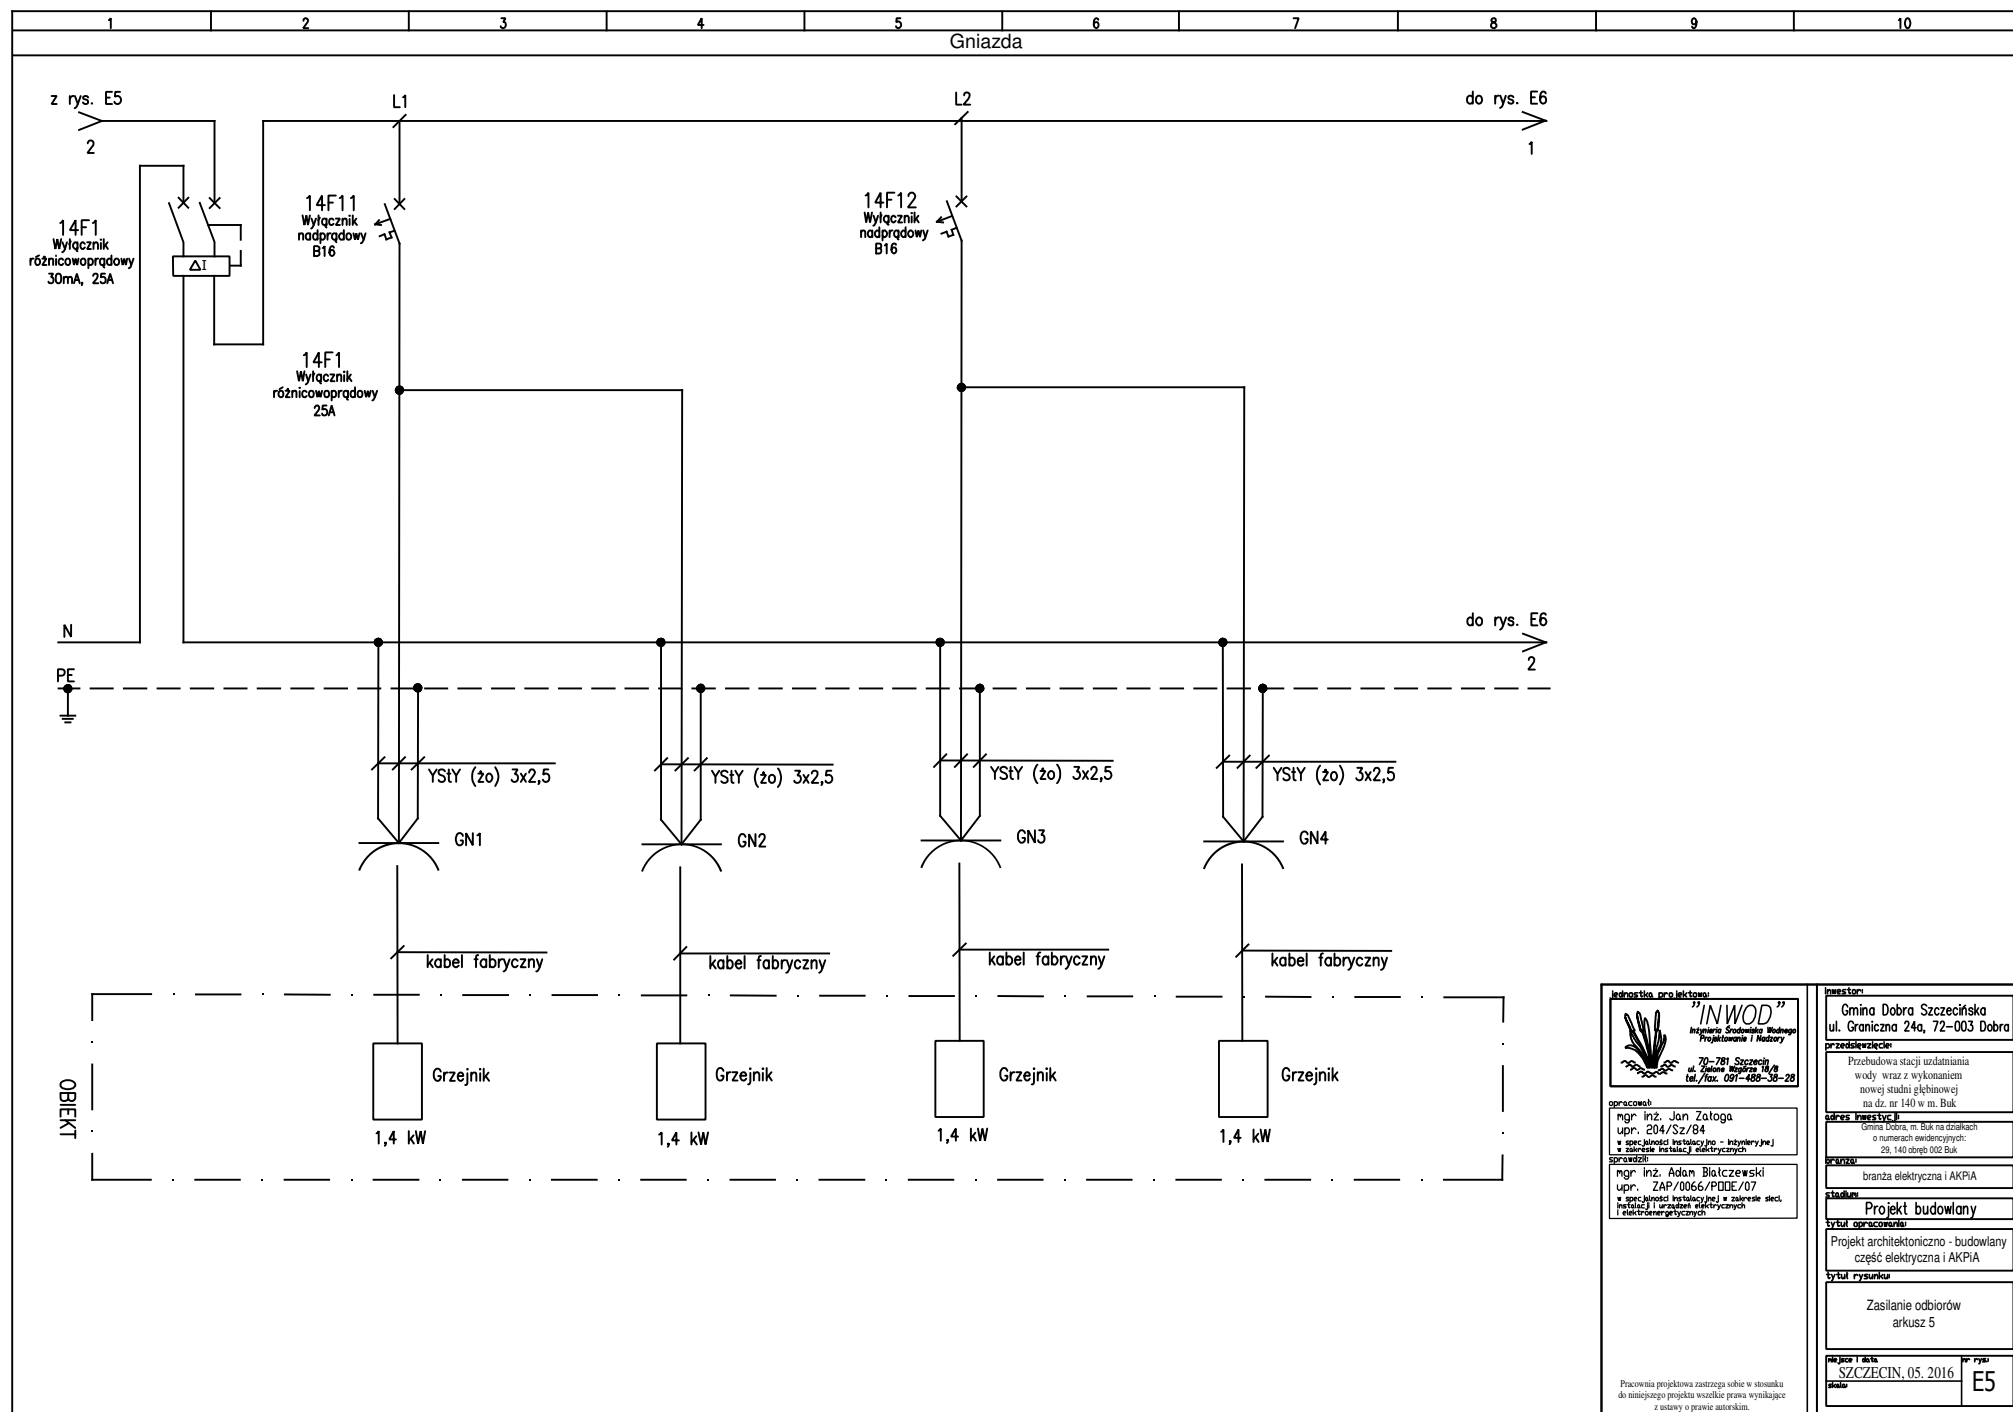 1 2 3 4 5 6 7 8 9 10
Gniazda
z rys. E5
2
L1
L2
do rys. E6
1
14F1
Wyłącznik
różnicowoprądowy
30mA, 25A
ΔI
14F11
Wyłącznik
nadprądowy
B16
14F12
Wyłącznik
nadprądowy
B16
14F1
Wyłącznik
różnicowoprądowy
25A
N
do rys. E6
2
PE
YStY (żo) 3x2,5
YStY (żo) 3x2,5
YStY (żo) 3x2,5
YStY (żo) 3x2,5
GN1
GN2
GN3
GN4
kabel fabryczny
kabel fabryczny
kabel fabryczny
kabel fabryczny
OBIEKT
Grzejnik
1,4 kW
Grzejnik
1,4 kW
Grzejnik
1,4 kW
Grzejnik
1,4 kW
jednostka projektowa:
"INWOD"
Inżynieria Środowiska Wodnego
Projektowanie i Nadzory
70-781 Szczecin
ul. Zielone Wzgórze 18/8
tel./fax. 091-488-38-28
opracował:
mgr inż. Jan Załoga
upr. 204/Sz/84
w specjalności instalacyjno - inżynieryjnej
w zakresie instalacji elektrycznych
sprawdził:
mgr inż. Adam Białczewski
upr. ZAP/0066/POOE/07
w specjalności instalacyjnej w zakresie sieci,
instalacji i urządzeń elektrycznych
i elektroenergetycznych
Pracownia projektowa zastrzega sobie w stosunku
do niniejszego projektu wszelkie prawa wynikające
z ustawy o prawie autorskim.
inwestor:
Gmina Dobra Szczecińska
ul. Graniczna 24a, 72-003 Dobra
przedsięwzięcie:
Przebudowa stacji uzdatniania
wody wraz z wykonaniem
nowej studni głębinowej
na dz. nr 140 w m. Buk
adres inwestycji:
Gmina Dobra, m. Buk na działkach
o numerach ewidencyjnych:
29, 140 obręb 002 Buk
branża:
branża elektryczna i AKPiA
stadium:
Projekt budowlany
tytuł opracowania:
Projekt architektoniczno - budowlany
część elektryczna i AKPiA
tytuł rysunku:
Zasilanie odbiorów
arkusz 5
miejsce i data
SZCZECIN, 05. 2016
skala:
nr rys.:
E5